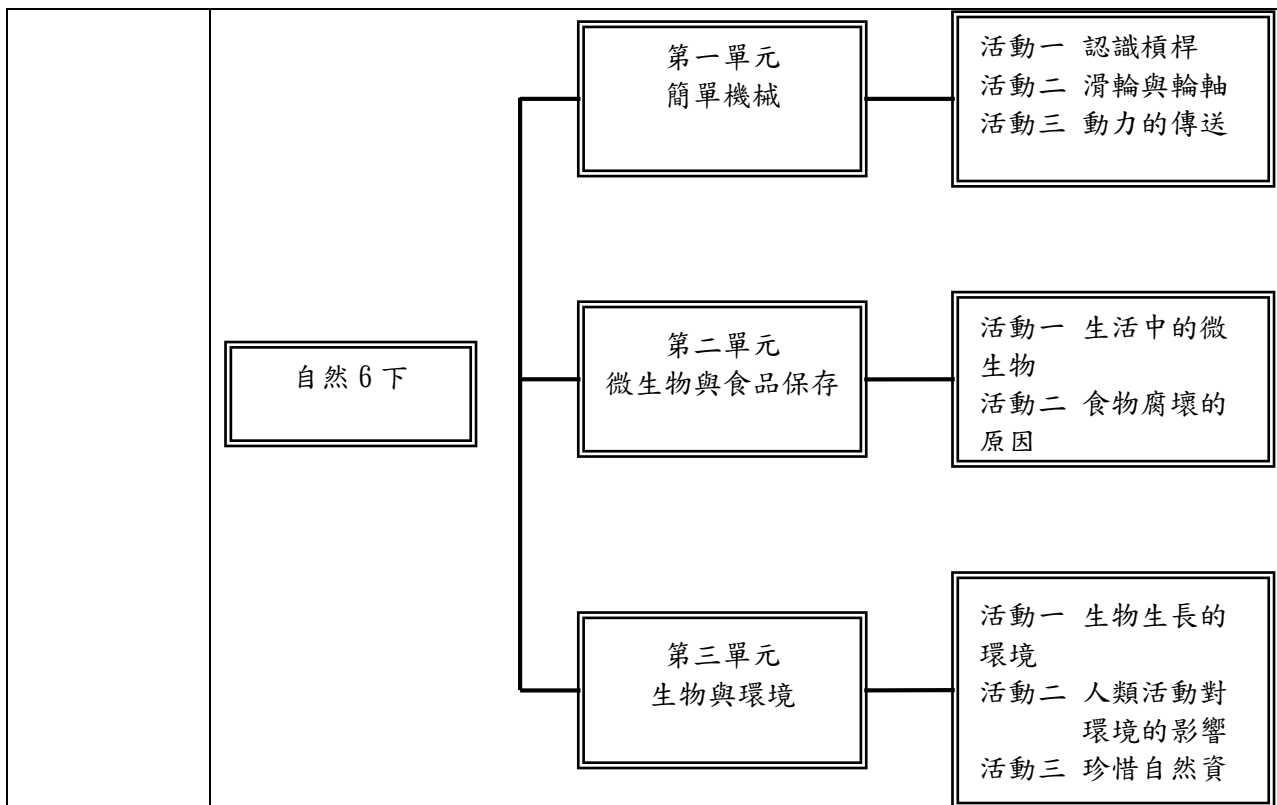 自然 6 下
第一單元
簡單機械
活動一 認識槓桿
活動二 滑輪與輪軸
活動三 動力的傳送
第二單元
微生物與食品保存
活動一 生活中的微
生物
活動二 食物腐壞的
原因
第三單元
生物與環境
活動一 生物生長的
環境
活動二 人類活動對
環境的影響
活動三 珍惜自然資